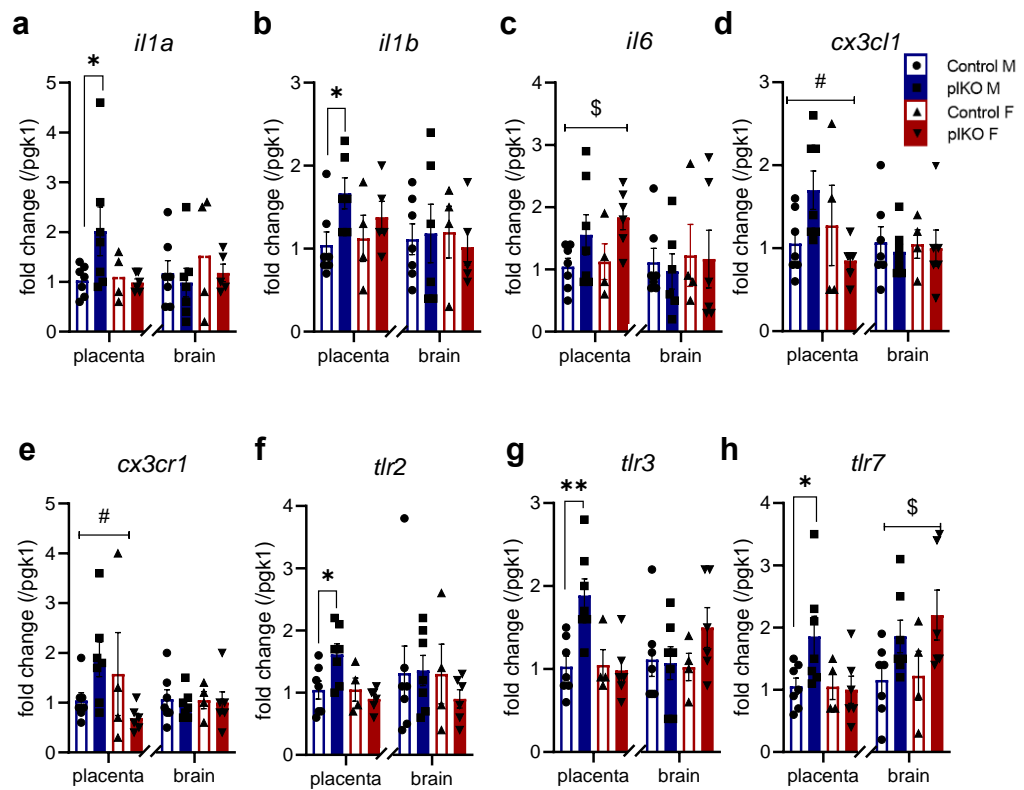 a
il1a
*
fold change (/pgk1)
5
4
3
2
1
0
placenta
brain
b
il1b
*
fold change (/pgk1)
3
2
1
0
placenta
brain
c
il6
$
fold change (/pgk1)
4
3
2
1
0
placenta
brain
d
cx3cl1
#
fold change (/pgk1)
3
2
1
0
placenta
brain
Control M
pIKO M
Control F
pIKO F
e
cx3cr1
#
fold change (/pgk1)
5
4
3
2
1
0
placenta
brain
f
tlr2
*
fold change (/pgk1)
4
3
2
1
0
placenta
brain
g
tlr3
**
fold change (/pgk1)
3
2
1
0
placenta
brain
h
tlr7
*
$
fold change (/pgk1)
4
3
2
1
0
placenta
brain